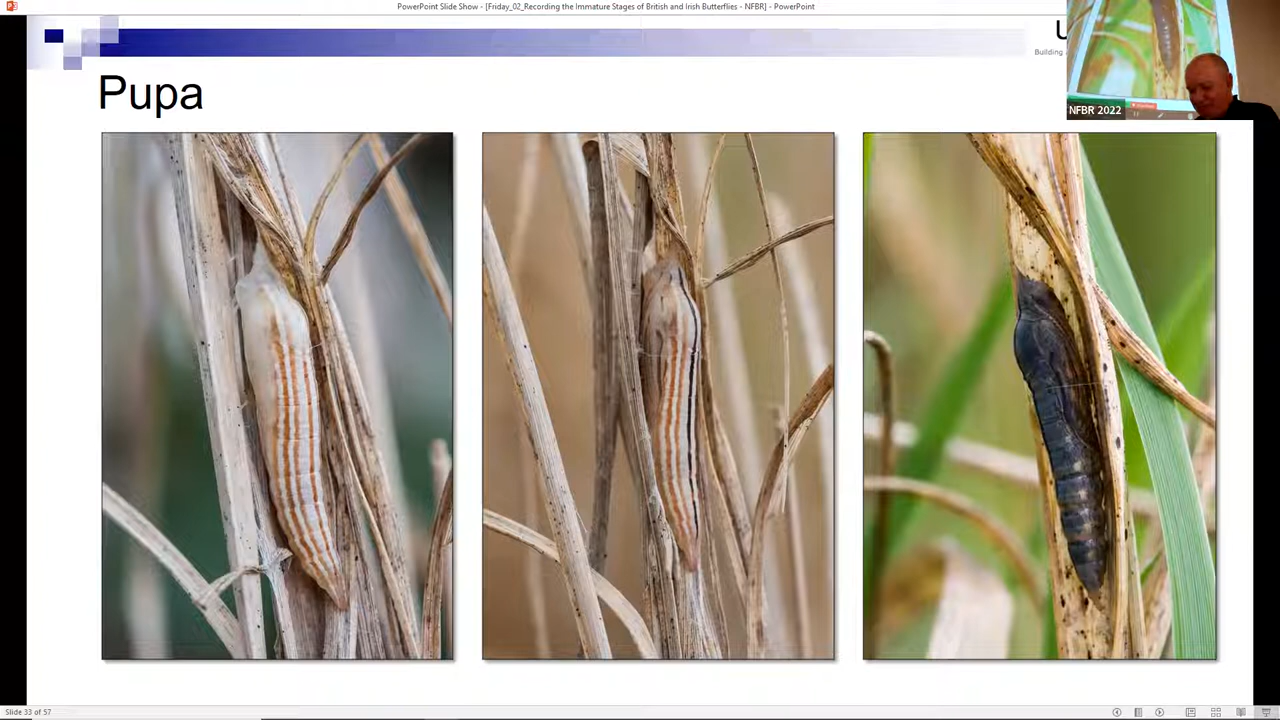 PowerPoint Slide Show - [Friday_02_Recording the Immature Stages of British and Irish Butterflies - NFBR] - PowerPoint
U
Building
Pupa
NFBR 2022
Slide 33 of 57